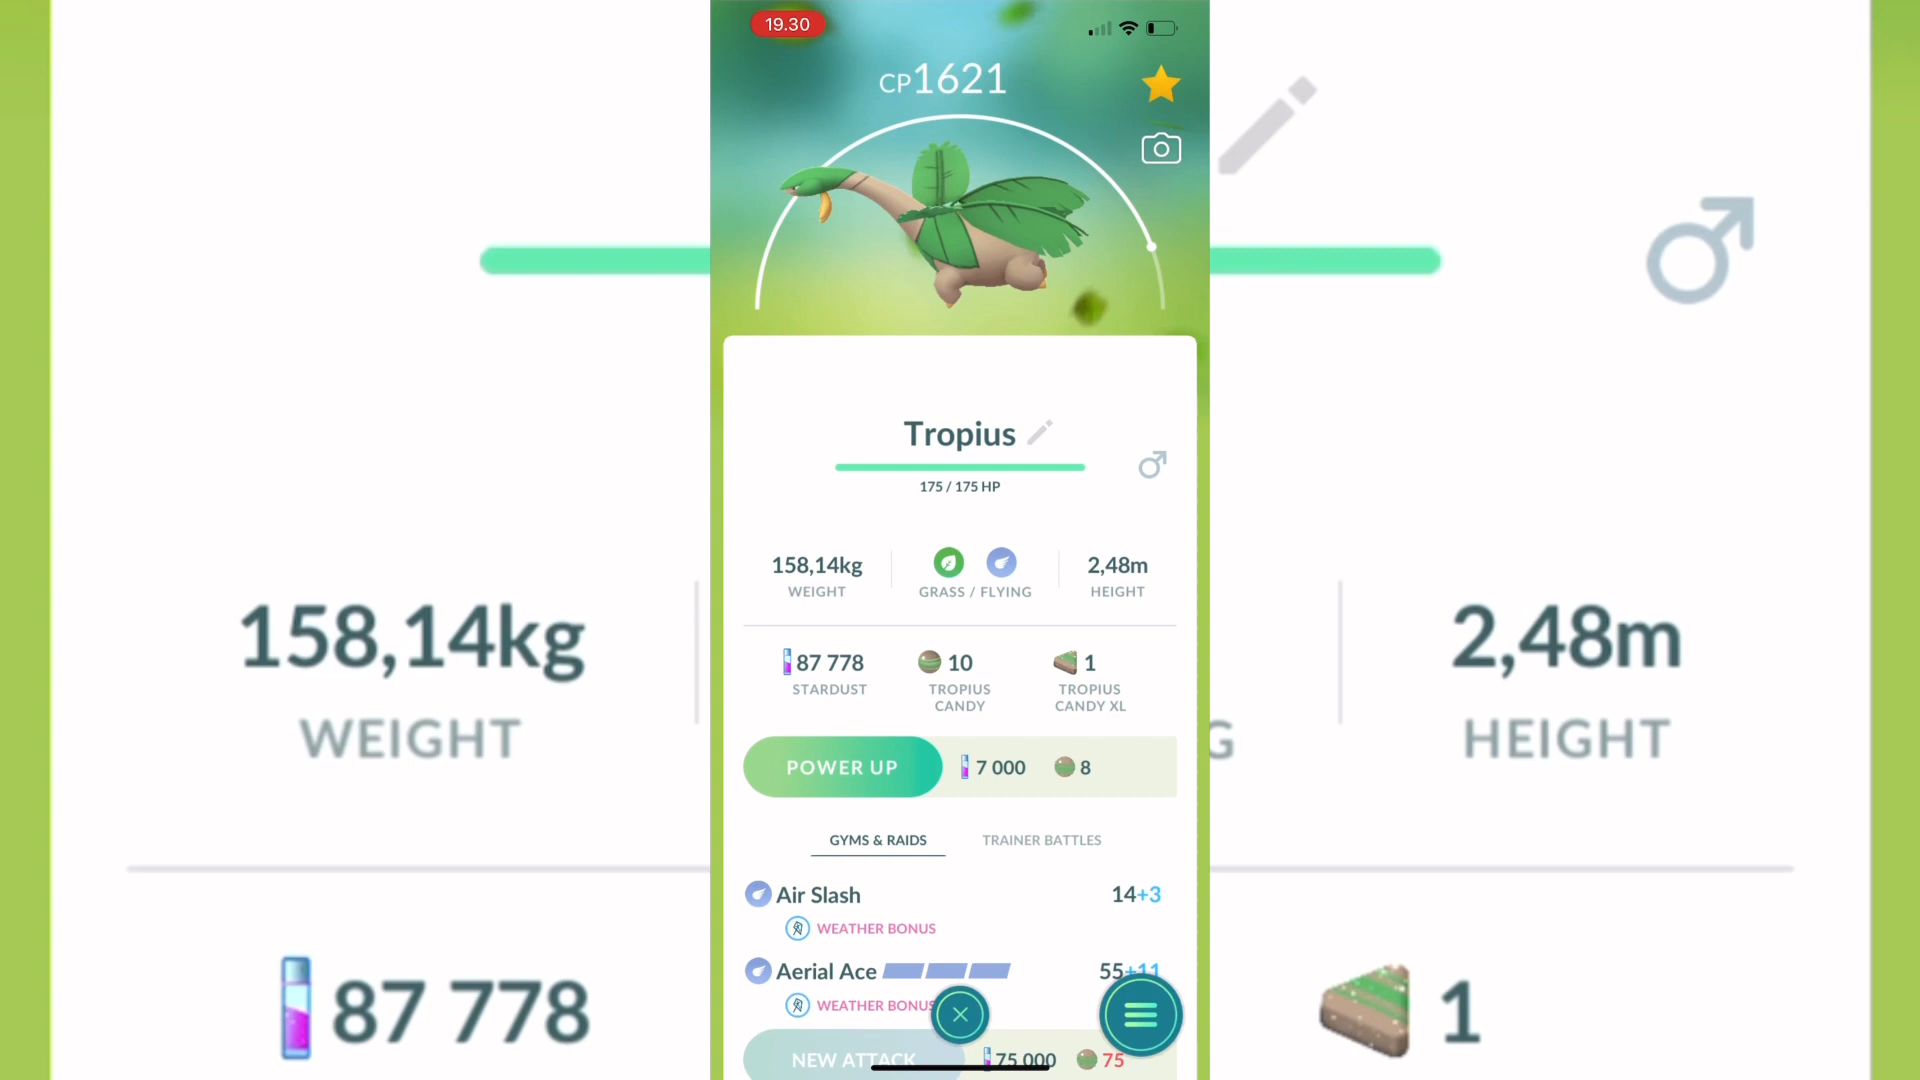 19.30
CP1621
Tropius
175 / 175 HP
158,14kg
WEIGHT
GRASS / FLYING
2,48m
HEIGHT
87 778
STARDUST
10
TROPIUS
CANDY
1
TROPIUS
CANDY XL
POWER UP
7 000
8
GYMS & RAIDS
TRAINER BATTLES
Air Slash
14+3
WEATHER BONUS
Aerial Ace
55+11
WEATHER BONUS
NEW ATTACK
75 000
75
158,14kg
WEIGHT
G
2,48m
HEIGHT
87 778
1